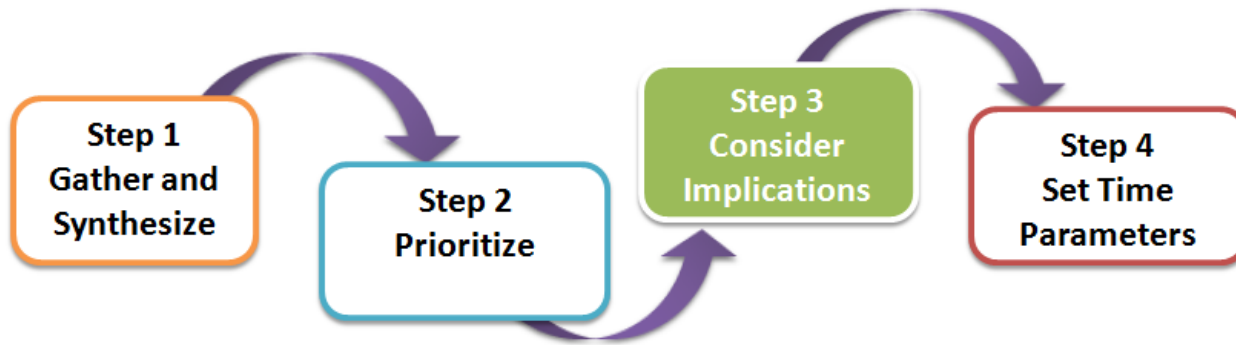 Step 1
Gather and
Synthesize
Step 2
Prioritize
Step 3
Consider
Implications
Step 4
Set Time
Parameters